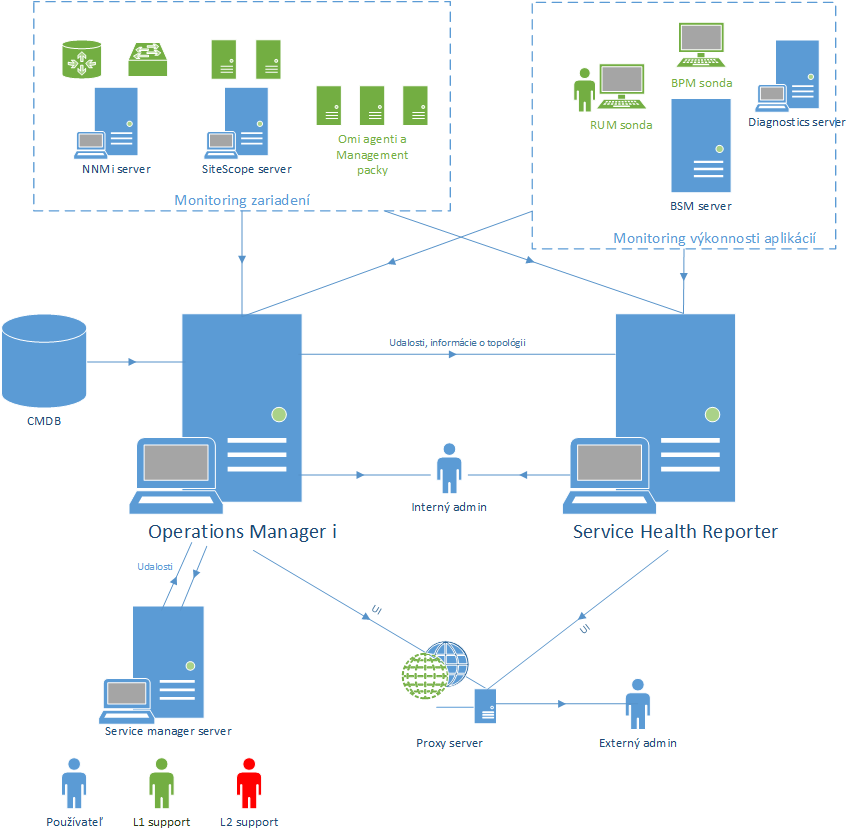 BPM sonda
RUM sonda
Diagnostics server
Omi agenti a
Management
packy
NNMi server
SiteScope server
Monitoring zariadení
BSM server
Monitoring výkonnosti aplikácií
Udalosti, informácie o topológii
CMDB
Interný admin
Operations Manager i
Service Health Reporter
Udalosti
UI
UI
Service manager server
Proxy server
Externý admin
Používateľ
L1 support
L2 support